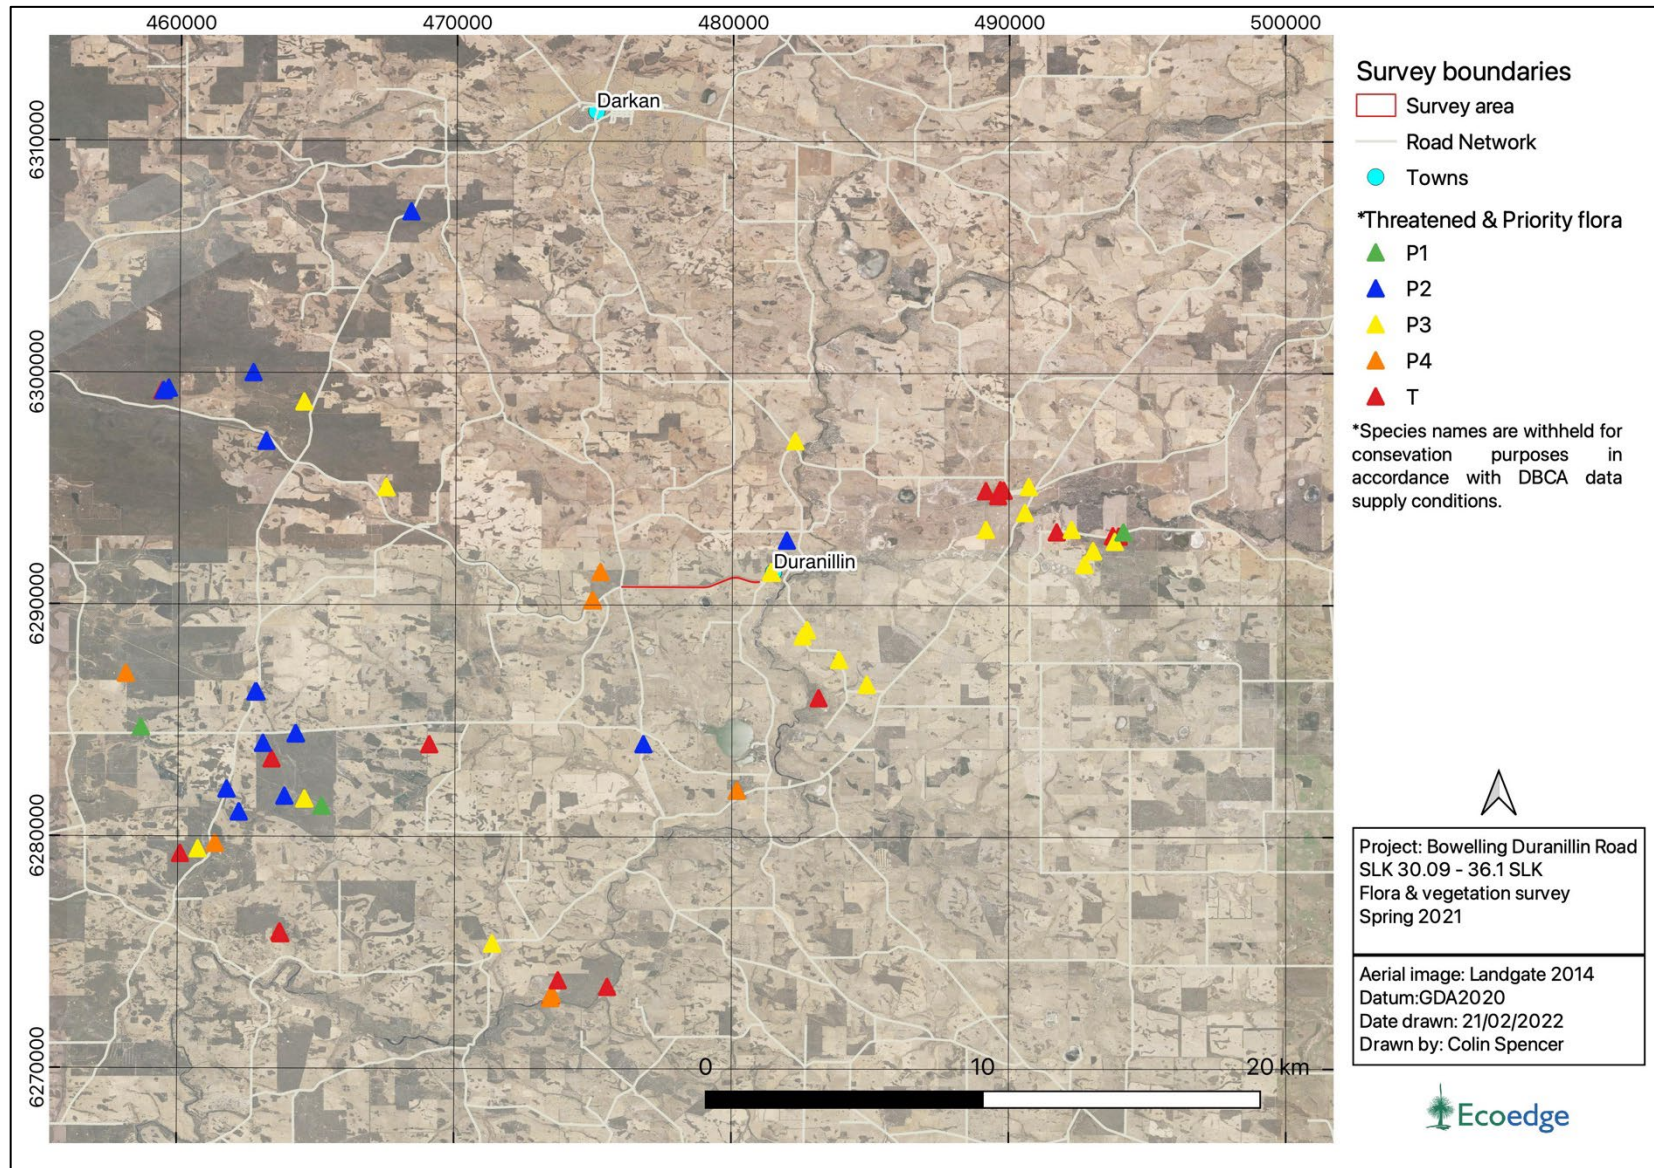 460000
470000
480000
490000
500000
6310000
6300000
6290000
6280000
6270000
Darkan
Duranillin
0
10
20 km
Survey boundaries
Survey area
Road Network
Towns
*Threatened & Priority flora
P1
P2
P3
P4
T
*Species names are withheld for
consevation purposes in
accordance with DBCA data
supply conditions.
Project: Bowelling Duranillin Road
SLK 30.09 - 36.1 SLK
Flora & vegetation survey
Spring 2021
Aerial image: Landgate 2014
Datum:GDA2020
Date drawn: 21/02/2022
Drawn by: Colin Spencer
Ecoedge